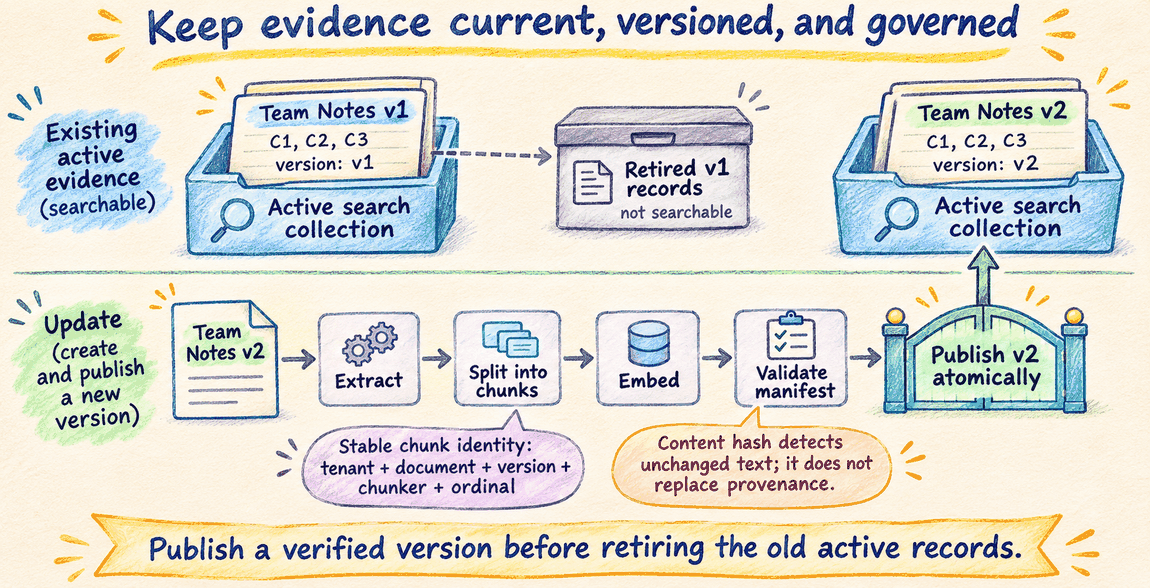 Keep evidence current, versioned, and governed
Existing
active
evidence
(searchable)
Team Notes v1
C1, C2, C3
version: v1
Active search
collection
Retired v1
records
not searchable
Team Notes v2
C1, C2, C3
version: v2
Active search
collection
Update
(create
and publish
a new
version)
Team
Notes v2
Extract
Split into
chunks
Embed
Validate
manifest
Publish v2
atomically
Stable chunk identity:
tenant + document + version +
chunker + ordinal
Content hash detects
unchanged text; it does not
replace provenance.
Publish a verified version before retiring the old active records.